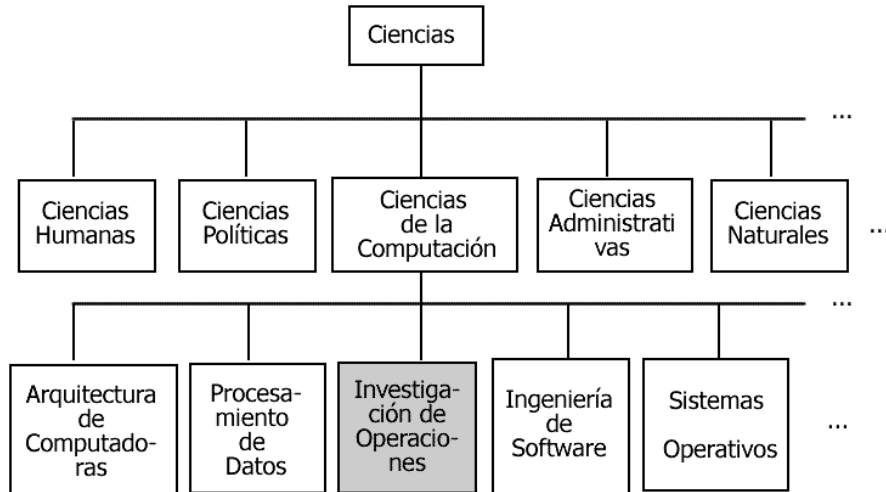 Ciencias
...
Ciencias
Humanas
Ciencias
Políticas
Ciencias
de la
Computación
Ciencias
Administrati
vas
Ciencias
Naturales
...
...
Arquitectura
de
Computado-
ras
Procesa-
miento
de
Datos
Investiga-
ción de
Operacio-
nes
Ingeniería
de
Software
Sistemas
Operativos
...